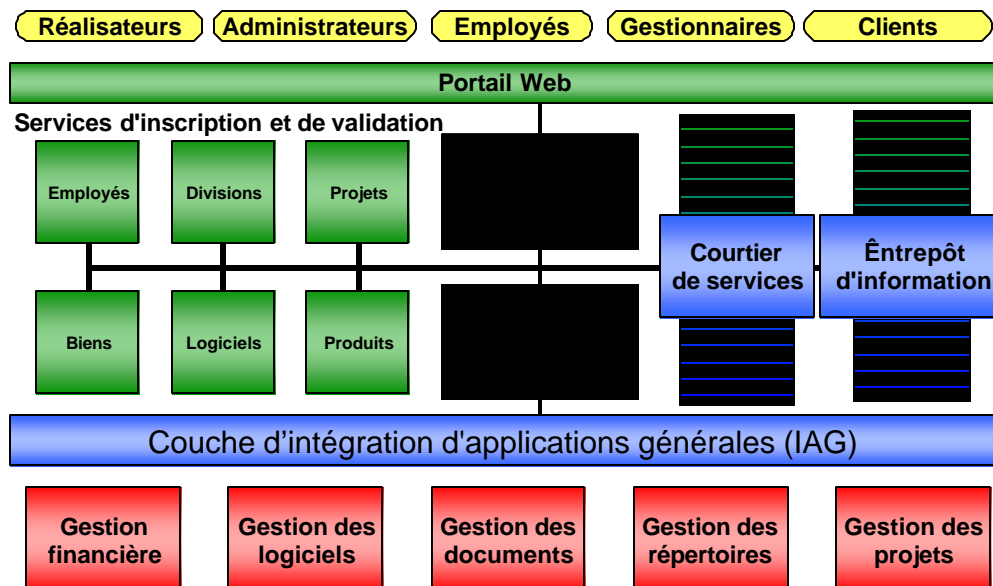 Réalisateurs
Administrateurs
Employés
Gestionnaires
Clients
Portail Web
Services d'inscription et de validation
Employés
Divisions
Projets
Courtier
de services
Êntrepôt
d'information
Biens
Logiciels
Produits
Couche d’intégration d'applications générales (IAG)
Gestion
financière
Gestion des
logiciels
Gestion des
documents
Gestion des
répertoires
Gestion des
projets